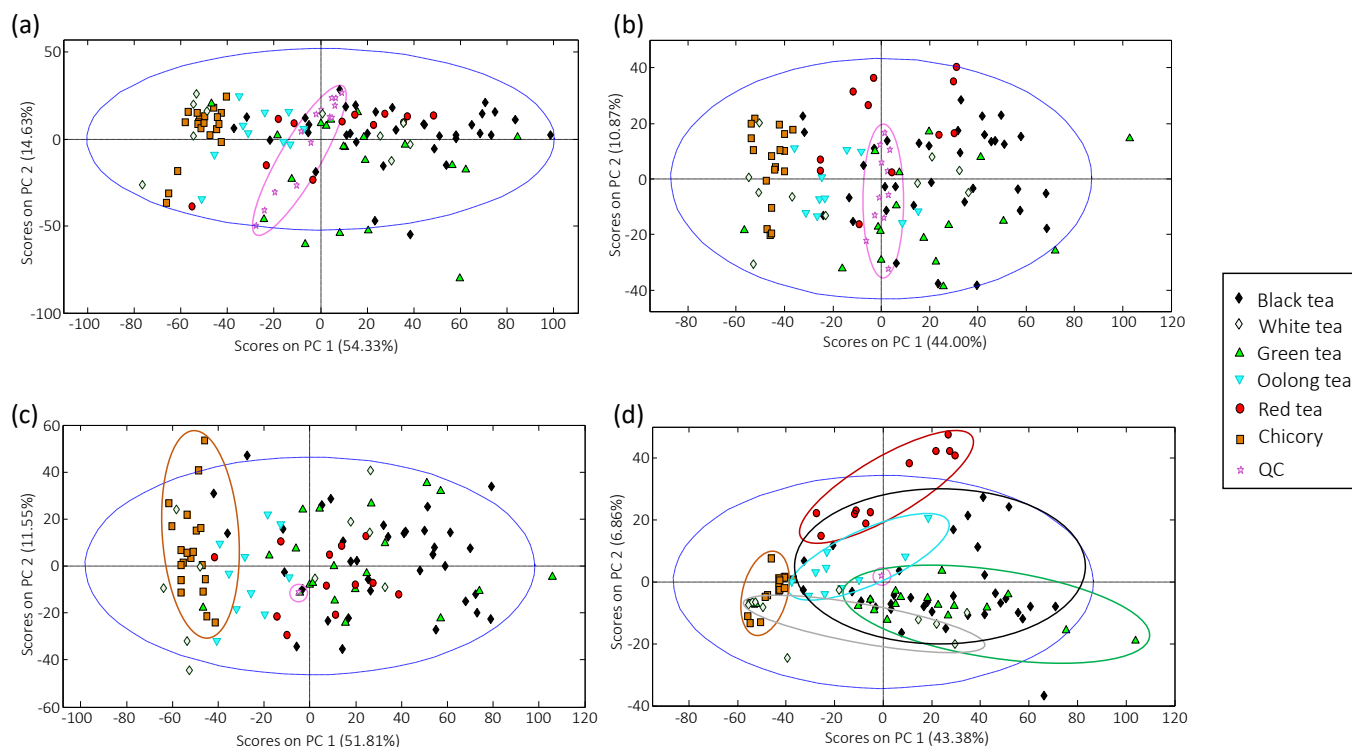 (a)
50
0
-50
-100
Scores on PC 2 (14.63%)
-100 -80 -60 -40 -20 0 20 40 60 80 100
Scores on PC 1 (54.33%)
(b)
40
20
0
-20
-40
Scores on PC 2 (10.87%)
-80 -60 -40 -20 0 20 40 60 80 100 120
Scores on PC 1 (44.00%)
(c)
60
40
20
0
-20
-40
-60
Scores on PC 2 (11.55%)
-100 -80 -60 -40 -20 0 20 40 60 80 100 120
Scores on PC 1 (51.81%)
(d)
60
40
20
0
-20
-40
Scores on PC 2 (6.86%)
-80 -60 -40 -20 0 20 40 60 80 100 120
Scores on PC 1 (43.38%)
Black tea
White tea
Green tea
Oolong tea
Red tea
Chicory
QC